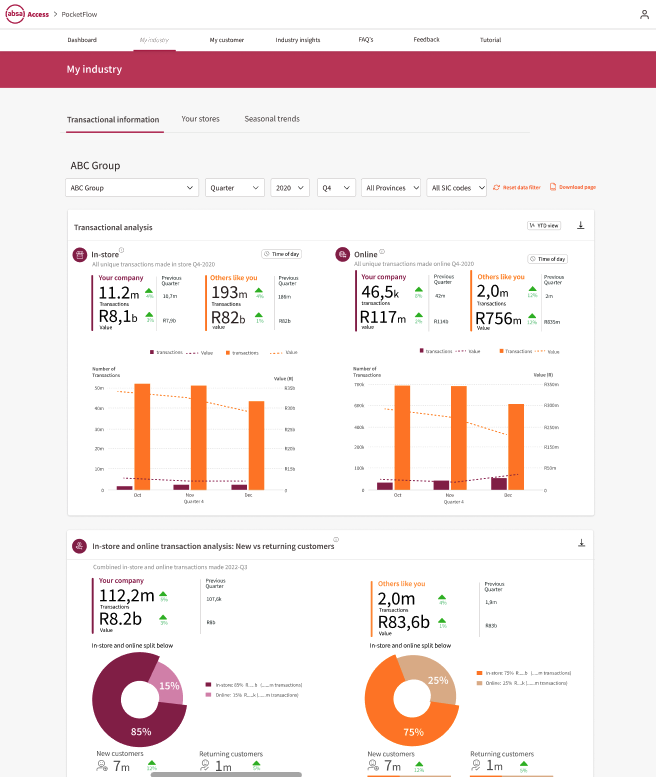 absa Access > PocketFlow
Dashboard My industry My customer Industry insights FAQ's Feedback Tutorial
My industry
Transactional information Your stores Seasonal trends
ABC Group
ABC Group Quarter 2020 Q4 All Provinces All SIC codes Reset data filter Download page
Transactional analysis YTD view
In-store Time of day
All unique transactions made in store Q4-2020
Your company Previous Quarter
11.2m 4% 10,7m
Transactions
R8,1b 3% R7,9b
Value
Others like you Previous Quarter
193m 4% 186m
Transactions
R82b 1% R82b
value
Online Time of day
All unique transactions made online Q4-2020
Your company Previous Quarter
46,5k 42m
transactions
R117m R114b
value
Others like you Previous Quarter
2,0m 12% 2m
Transactions
R756m 12% R835m
value
transactions Value transactions Value
Number of Transactions Value (R)
50m R35b
40m R30b
30m R25b
20m R20b
10m R15b
0 0
Oct Nov Dec
Quarter 4
transactions Value Transactions Value
Number of Transactions Value (R)
700k R350m
600k R300m
400k R250m
200k R150m
100k R50m
0 0
Oct Nov Dec
Quarter 4
In-store and online transaction analysis: New vs returning customers
Combined in-store and online transactions made 2022-Q3
Your company Previous Quarter
112,2m 107,6k
Transactions
R8.2b R8b
Value
In-store and online split below
15%
85%
In-store: 85% R....b (.....m transactions)
Online: 15% R....k (.....m transactions)
New customers Returning customers
7m 12% 1m
Others like you Previous Quarter
2,0m 4% 1,9m
Transactions
R83,6b 1% R83b
Value
In-store and online split below
25%
75%
In-store: 75% R....b (.....m transactions)
Online: 25% R....k (.....m transactions)
New customers Returning customers
7m 12% 1m